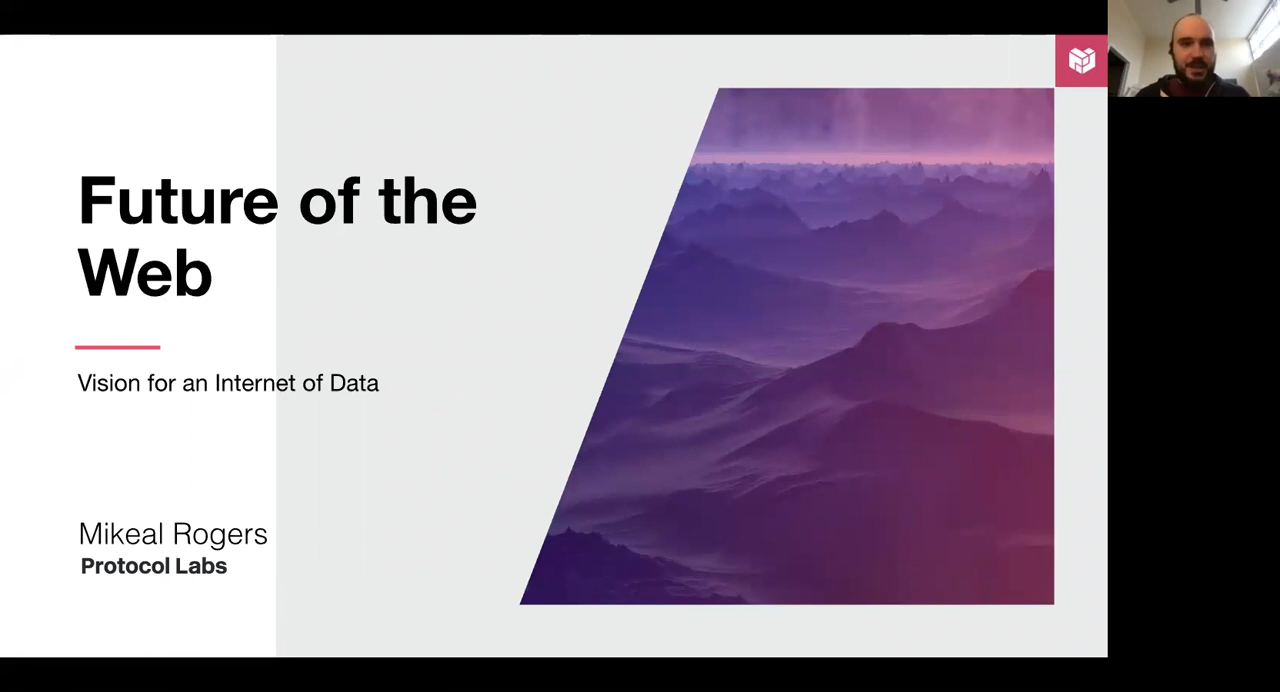 Future of the
Web
Vision for an Internet of Data
Mikeal Rogers
Protocol Labs